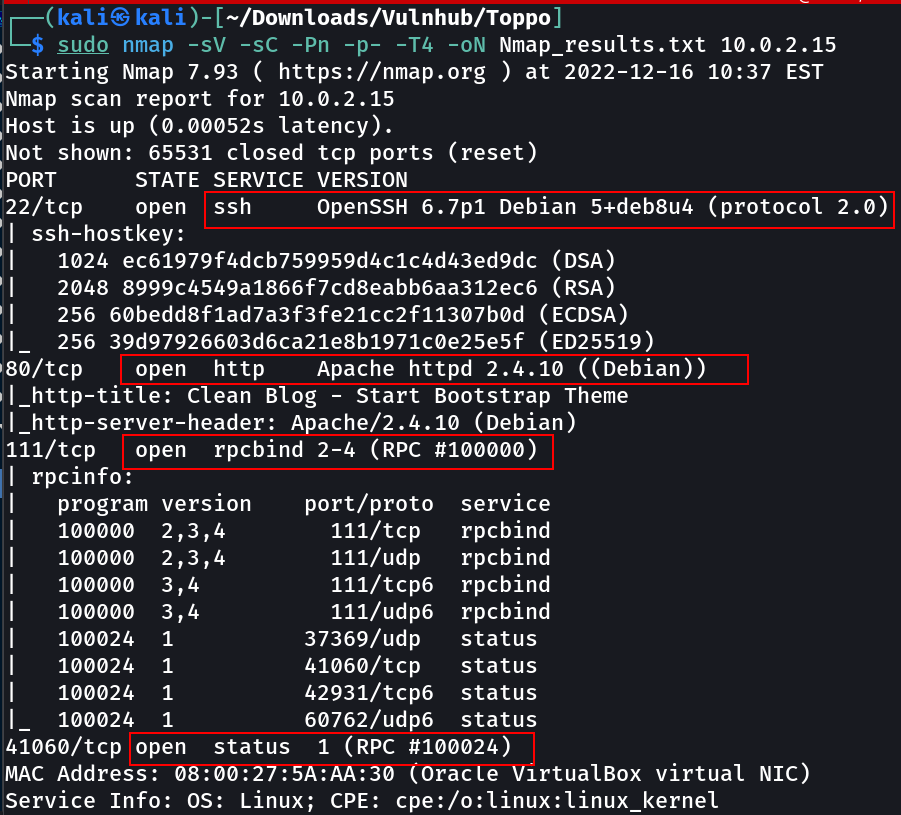 ┌──(kali㉿kali)-[~/Downloads/Vulnhub/Toppo]
└─$ sudo nmap -sV -sC -Pn -p- -T4 -oN Nmap_results.txt 10.0.2.15
Starting Nmap 7.93 ( https://nmap.org ) at 2022-12-16 10:37 EST
Nmap scan report for 10.0.2.15
Host is up (0.00052s latency).
Not shown: 65531 closed tcp ports (reset)
PORT      STATE SERVICE VERSION
22/tcp    open  ssh     OpenSSH 6.7p1 Debian 5+deb8u4 (protocol 2.0)
| ssh-hostkey:
|   1024 ec61979f4dcb759959d4c1c4d43ed9dc (DSA)
|   2048 8999c4549a1866f7cd8eabb6aa312ec6 (RSA)
|   256 60bedd8f1ad7a3f3fe21cc2f11307b0d (ECDSA)
|_  256 39d97926603d6ca21e8b1971c0e25e5f (ED25519)
80/tcp    open  http    Apache httpd 2.4.10 ((Debian))
|_http-title: Clean Blog - Start Bootstrap Theme
|_http-server-header: Apache/2.4.10 (Debian)
111/tcp   open  rpcbind 2-4 (RPC #100000)
| rpcinfo:
|   program version    port/proto  service
|   100000  2,3,4        111/tcp   rpcbind
|   100000  2,3,4        111/udp   rpcbind
|   100000  3,4          111/tcp6  rpcbind
|   100000  3,4          111/udp6  rpcbind
|   100024  1          37369/udp   status
|   100024  1          41060/tcp   status
|   100024  1          42931/tcp6  status
|_  100024  1          60762/udp6  status
41060/tcp open  status  1 (RPC #100024)
MAC Address: 08:00:27:5A:AA:30 (Oracle VirtualBox virtual NIC)
Service Info: OS: Linux; CPE: cpe:/o:linux:linux_kernel